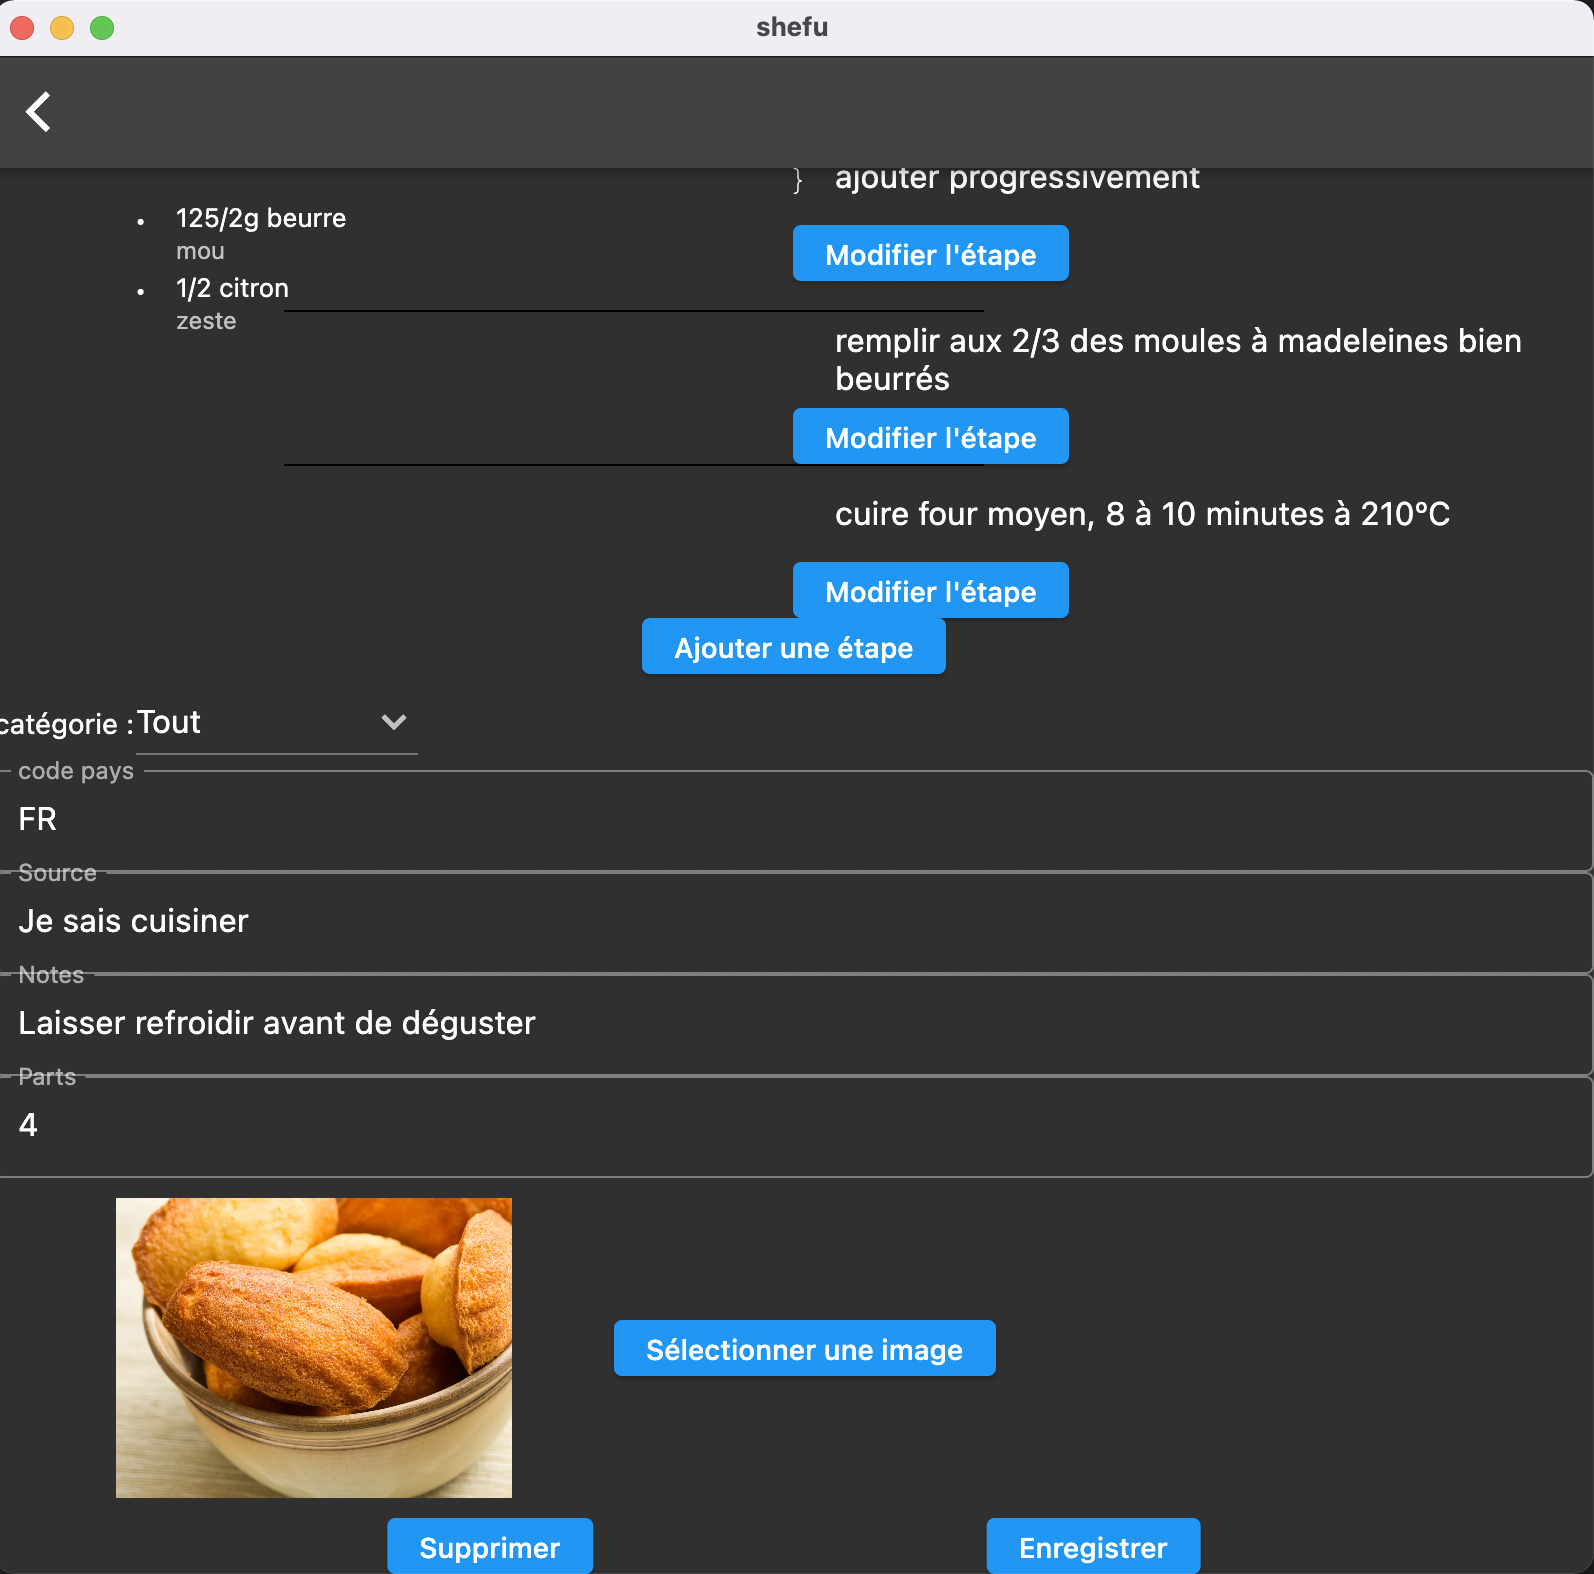 shefu
} ajouter progressivement
• 125/2g beurre
mou
Modifier l'étape
• 1/2 citron
zeste
remplir aux 2/3 des moules à madeleines bien
beurrés
Modifier l'étape
cuire four moyen, 8 à 10 minutes à 210°C
Modifier l'étape
Ajouter une étape
catégorie : Tout
code pays
FR
Source
Je sais cuisiner
Notes
Laisser refroidir avant de déguster
Parts
4
Sélectionner une image
Supprimer
Enregistrer